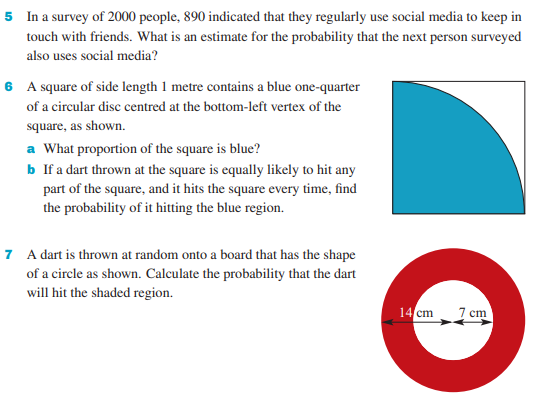 5 In a survey of 2000 people, 890 indicated that they regularly use social media to keep in
touch with friends. What is an estimate for the probability that the next person surveyed
also uses social media?
6 A square of side length 1 metre contains a blue one-quarter
of a circular disc centred at the bottom-left vertex of the
square, as shown.
a What proportion of the square is blue?
b If a dart thrown at the square is equally likely to hit any
part of the square, and it hits the square every time, find
the probability of it hitting the blue region.
7 A dart is thrown at random onto a board that has the shape
of a circle as shown. Calculate the probability that the dart
will hit the shaded region.
14 cm 7 cm